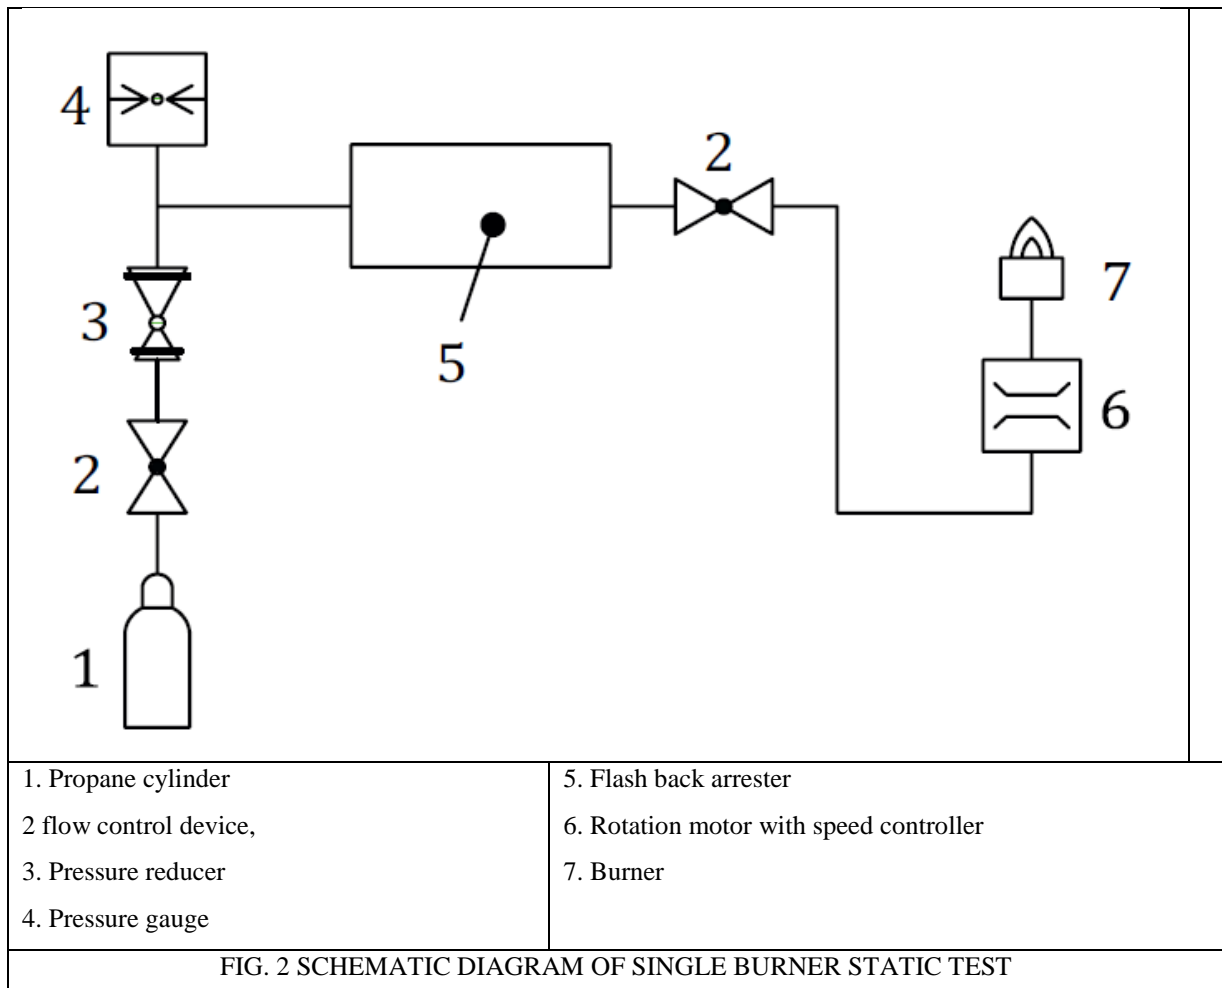 4
2
3
5
7
6
2
1
1. Propane cylinder
2 flow control device,
3. Pressure reducer
4. Pressure gauge
5. Flash back arrester
6. Rotation motor with speed controller
7. Burner
FIG. 2 SCHEMATIC DIAGRAM OF SINGLE BURNER STATIC TEST